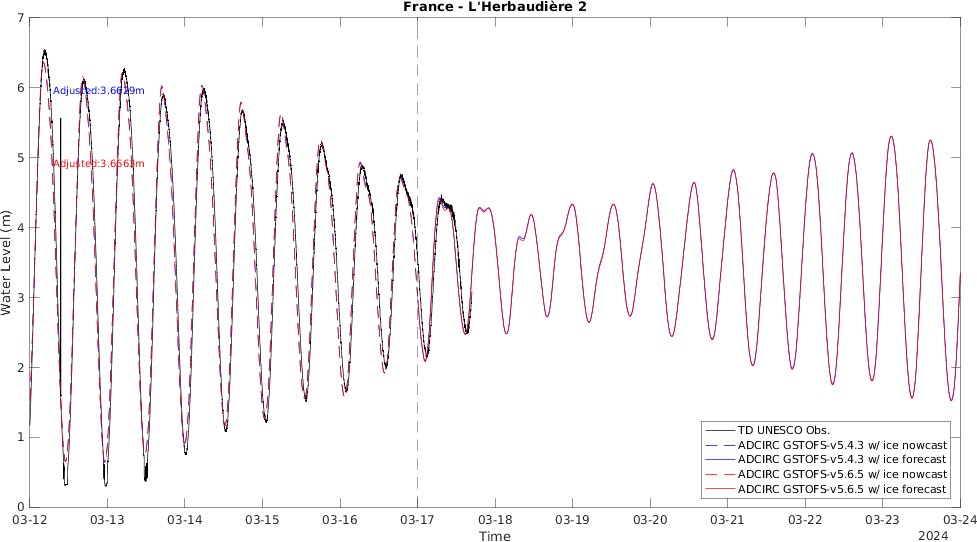 France - L'Herbaudière 2
7
6
5
4
3
2
1
0
Water Level (m)
Adjusted:3.6629m
Adjusted:3.6563m
TD UNESCO Obs.
ADCIRC GSTOFS-v5.4.3 w/ ice nowcast
ADCIRC GSTOFS-v5.4.3 w/ ice forecast
ADCIRC GSTOFS-v5.6.5 w/ ice nowcast
ADCIRC GSTOFS-v5.6.5 w/ ice forecast
03-12 03-13 03-14 03-15 03-16 03-17 03-18 03-19 03-20 03-21 03-22 03-23 03-24
Time
2024